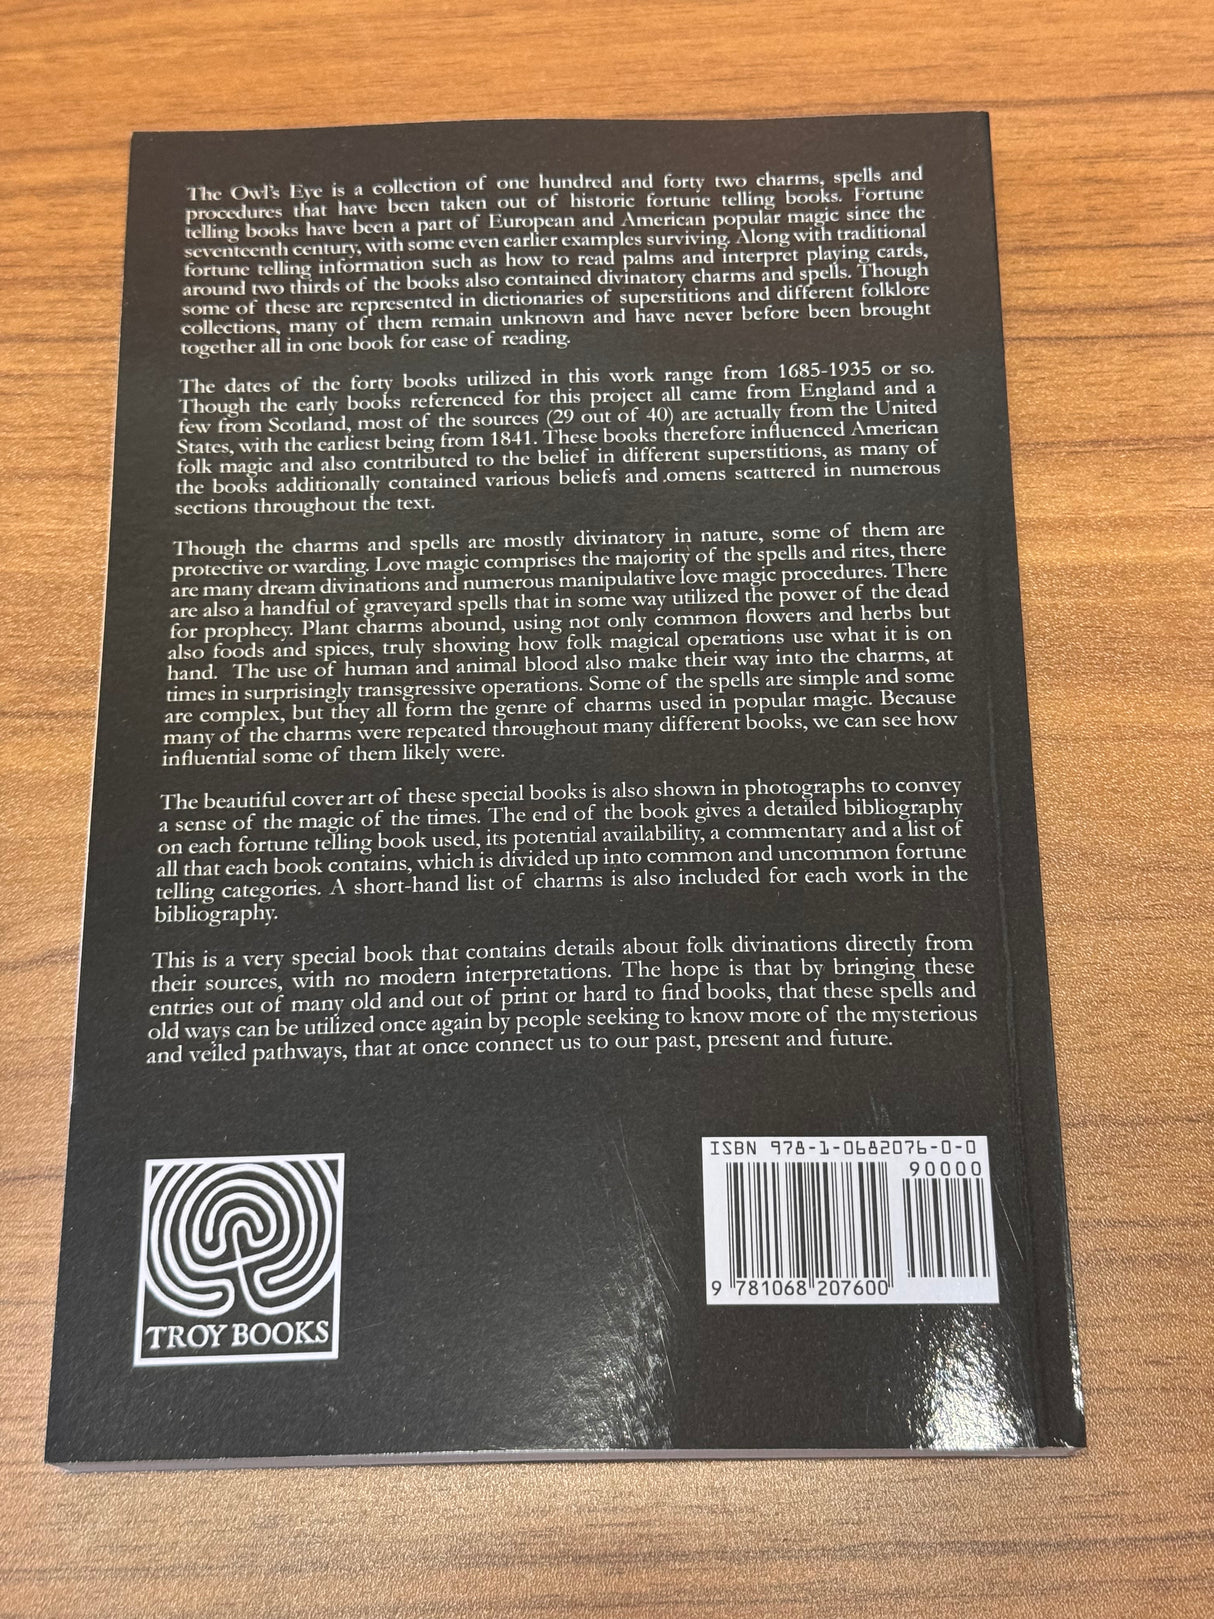 The Owl's Eye is a collection of one hundred and forty two charms, spells and
procedures that have been taken out of historic fortune telling books. Fortune
telling books have been a part of European and American popular magic since the
seventeenth century, with some even earlier examples surviving. Along with traditional
fortune telling information such as how to read palms and interpret playing cards,
around two thirds of the books also contained divinatory charms and spells. Though
some of these are represented in dictionaries of superstitions and different folklore
collections, many of them remain unknown and have never before been brought
together all in one book for ease of reading.
The dates of the forty books utilized in this work range from 1685-1935 or so.
Though the early books referenced for this project all came from England and a
few from Scotland, most of the sources (29 out of 40) are actually from the United
States, with the earliest being from 1841. These books therefore influenced American
folk magic and also contributed to the belief in different superstitions, as many of
the books additionally contained various beliefs and .omens scattered in numerous
sections throughout the text.
Though the charms and spells are mostly divinatory in nature, some of them are
protective or warding. Love magic comprises the majority of the spells and rites, there
are many dream divinations and numerous manipulative love magic procedures. There
are also a handful of graveyard spells that in some way utilized the power of the dead
for prophecy. Plant charms abound, using not only common flowers and herbs but
also foods and spices, truly showing how folk magical operations use what it is on
hand. The use of human and animal blood also make their way into the charms, at
times in surprisingly transgressive operations. Some of the spells are simple and some
are complex, but they all form the genre of charms used in popular magic. Because
many of the charms were repeated throughout many different books, we can see how
influential some of them likely were.
The beautiful cover art of these special books is also shown in photographs to convey
a sense of the magic of the times. The end of the book gives a detailed bibliography
on each fortune telling book used, its potential availability, a commentary and a list of
all that each book contains, which is divided up into common and uncommon fortune
telling categories. A short-hand list of charms is also included for each work in the
bibliography.
This is a very special book that contains details about folk divinations directly from
their sources, with no modern interpretations. The hope is that by bringing these
entries out of many old and out of print or hard to find books, that these spells and
old ways can be utilized once again by people seeking to know more of the mysterious
and veiled pathways, that at once connect us to our past, present and future.
TROY BOOKS
ISBN 978-1-0682076-0-0
90000
9 781068 207600